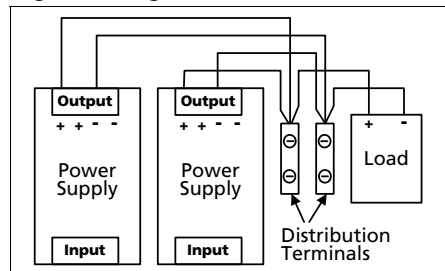 Output
+ + - -
Power
Supply
Input
Output
+ + - -
Power
Supply
Input
+ -
Load
Distribution
Terminals